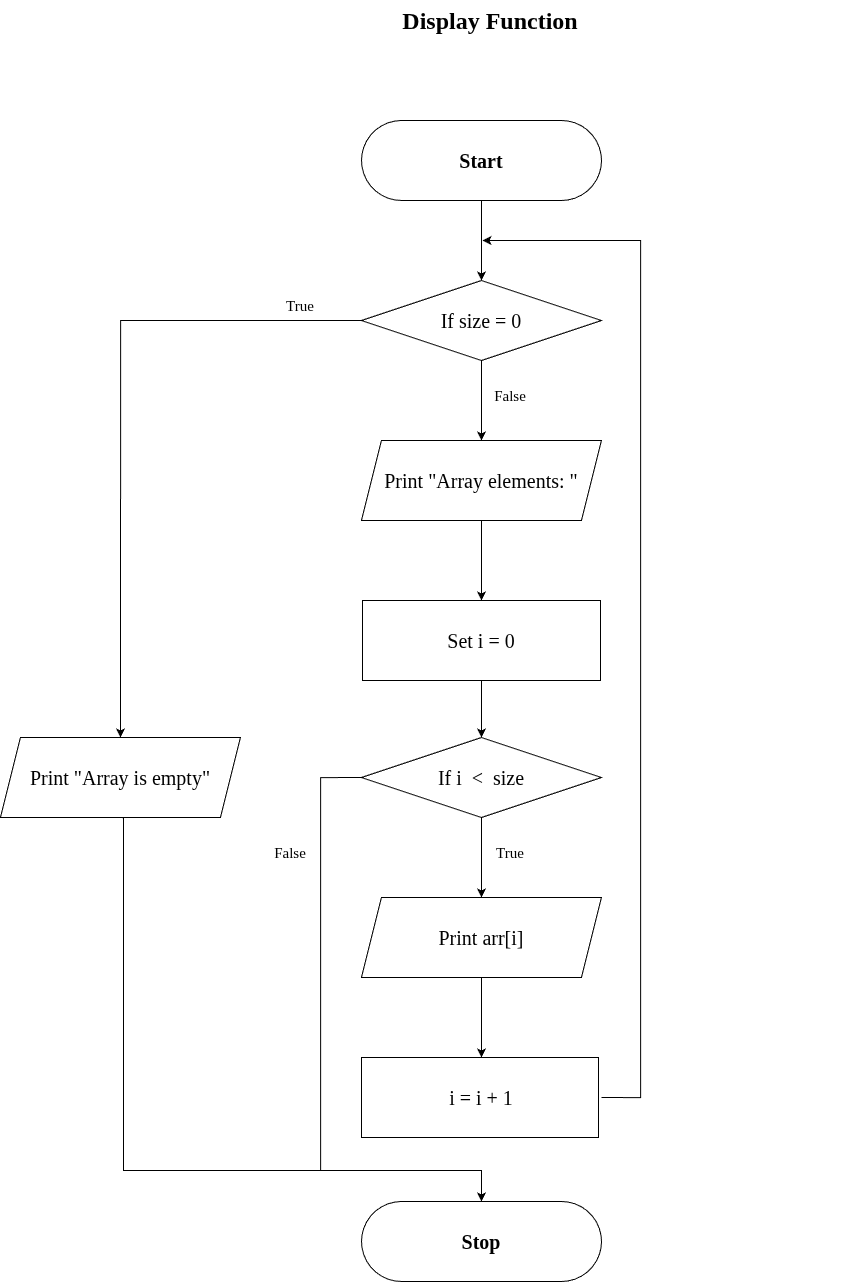 Display Function
Start
True
If size = 0
False
Print "Array elements: "
Set i = 0
Print "Array is empty"
If i < size
False
True
Print arr[i]
i = i + 1
Stop